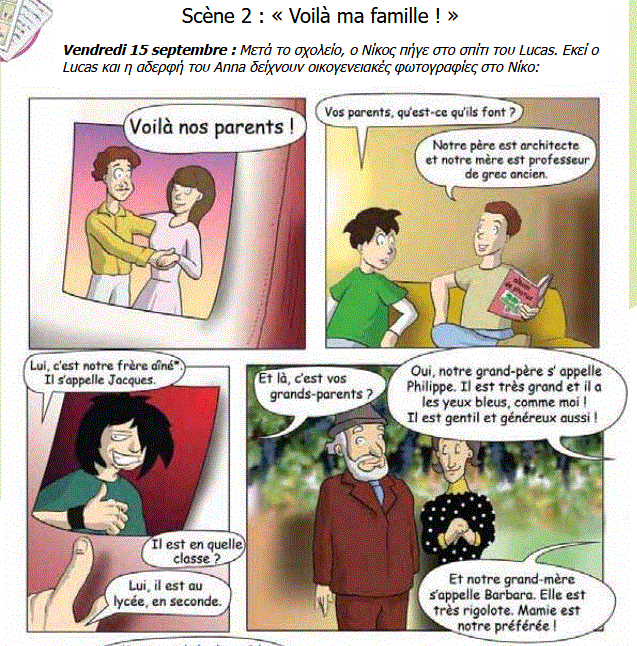 Scène 2 : « Voilà ma famille ! »
Vendredi 15 septembre : Μετά το σχολείο, ο Νίκος πήγε στο σπίτι του Lucas. Εκεί ο
Lucas και η αδερφή του Anna δείχνουν οικογενειακές φωτογραφίες στο Νίκο:
Voilà nos parents !
Vos parents, qu'est-ce qu'ils font ?
Notre père est architecte
et notre mère est professeur
de grec ancien.
album
de photos
Lui, c'est notre frère aîné*.
Il s'appelle Jacques.
Il est en quelle
classe ?
Lui, il est au
lycée, en seconde.
Et là, c'est vos
grands-parents ?
Oui, notre grand-père s' appelle
Philippe. Il est très grand et il a
les yeux bleus, comme moi !
Il est gentil et généreux aussi !
Et notre grand-mère
s'appelle Barbara. Elle est
très rigolote. Mamie est
notre préférée !